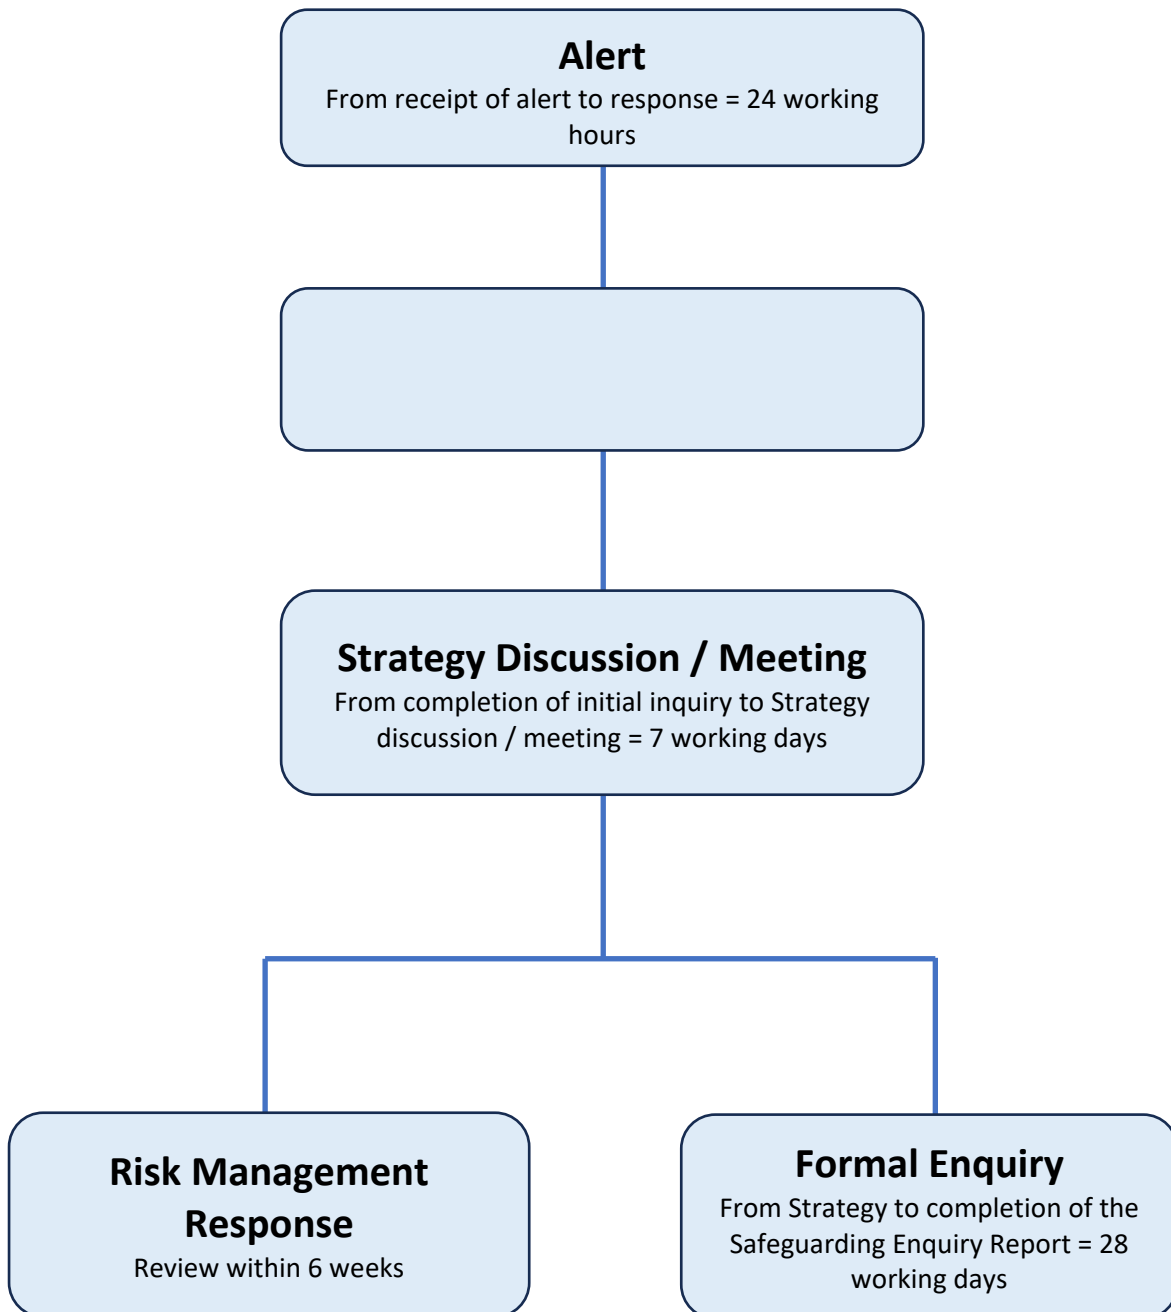 Alert
From receipt of alert to response = 24 working
hours
Strategy Discussion / Meeting
From completion of initial inquiry to Strategy
discussion / meeting = 7 working days
Risk Management
Response
Review within 6 weeks
Formal Enquiry
From Strategy to completion of the
Safeguarding Enquiry Report = 28
working days